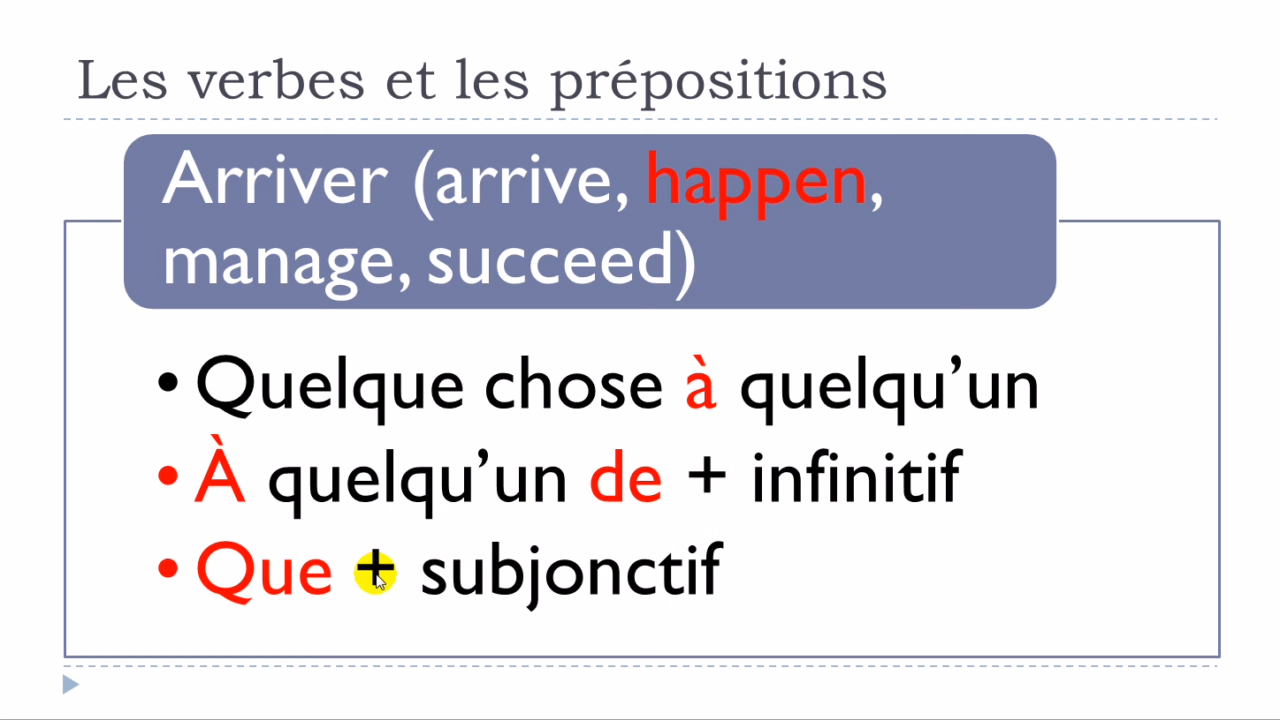 Les verbes et les prépositions
Arriver (arrive, happen,
manage, succeed)
• Quelque chose à quelqu’un
• À quelqu’un de + infinitif
• Que + subjonctif